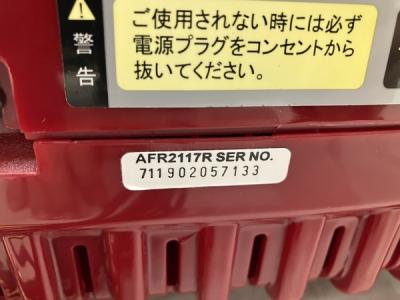 警告
ご使用されない時には必ず
電源プラグをコンセントから
抜いてください
AFR2117R SER NO.
711902057133